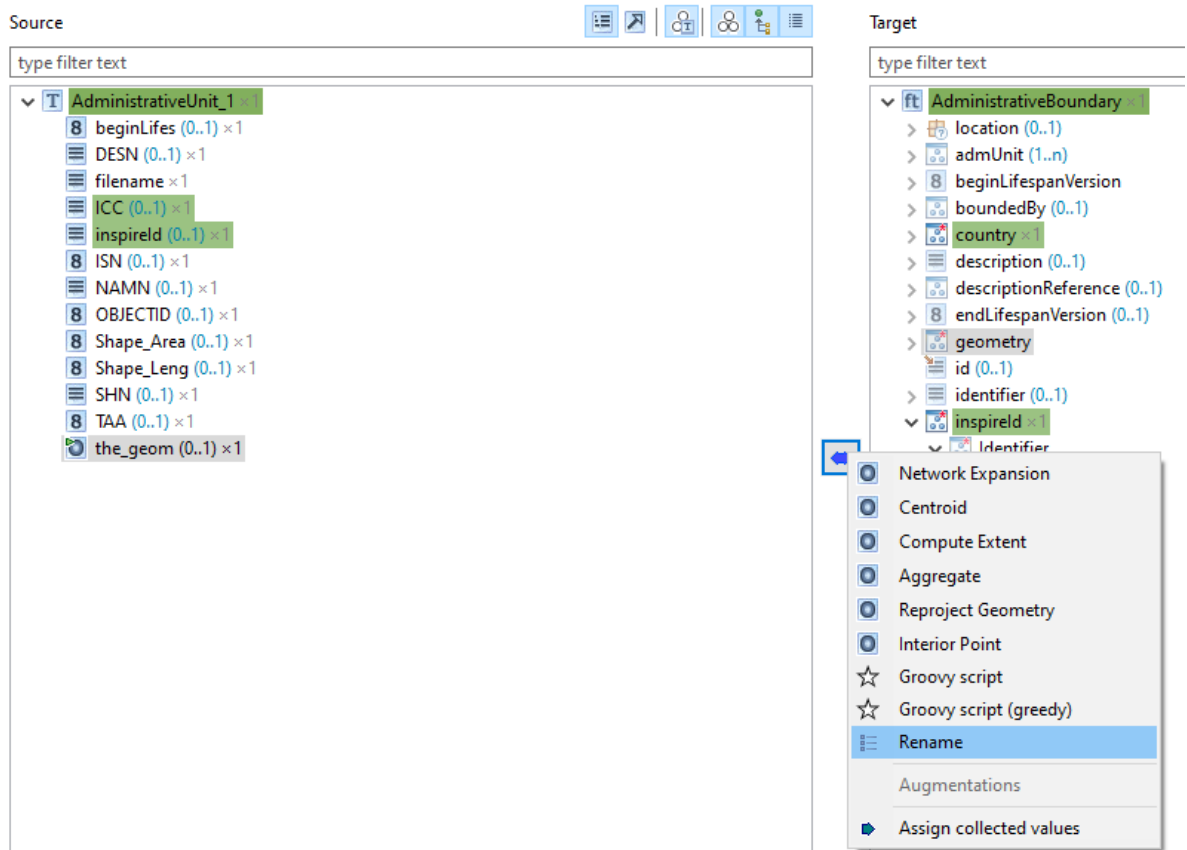 Source
type filter text
AdministrativeUnit_1 ×1
beginLifes (0..1) ×1
DESN (0..1) ×1
filename ×1
ICC (0..1) ×1
inspireId (0..1) ×1
ISN (0..1) ×1
NAMN (0..1) ×1
OBJECTID (0..1) ×1
Shape_Area (0..1) ×1
Shape_Leng (0..1) ×1
SHN (0..1) ×1
TAA (0..1) ×1
the_geom (0..1) ×1
Target
type filter text
AdministrativeBoundary ×1
location (0..1)
admUnit (1..n)
beginLifespanVersion
boundedBy (0..1)
country ×1
description (0..1)
descriptionReference (0..1)
endLifespanVersion (0..1)
geometry
id (0..1)
identifier (0..1)
inspireId ×1
Identifier
Network Expansion
Centroid
Compute Extent
Aggregate
Reproject Geometry
Interior Point
Groovy script
Groovy script (greedy)
Rename
Augmentations
Assign collected values